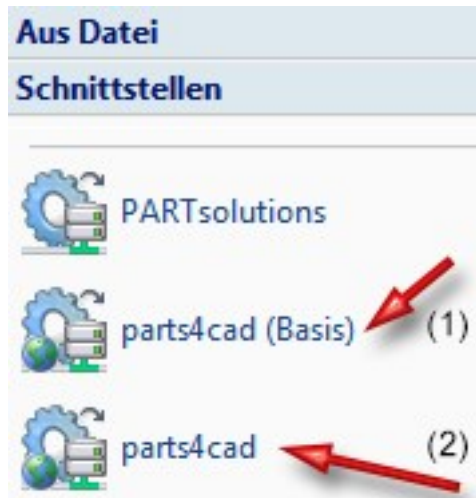 Aus Datei
Schnittstellen
PARTsolutions
parts4cad (Basis) (1)
parts4cad (2)